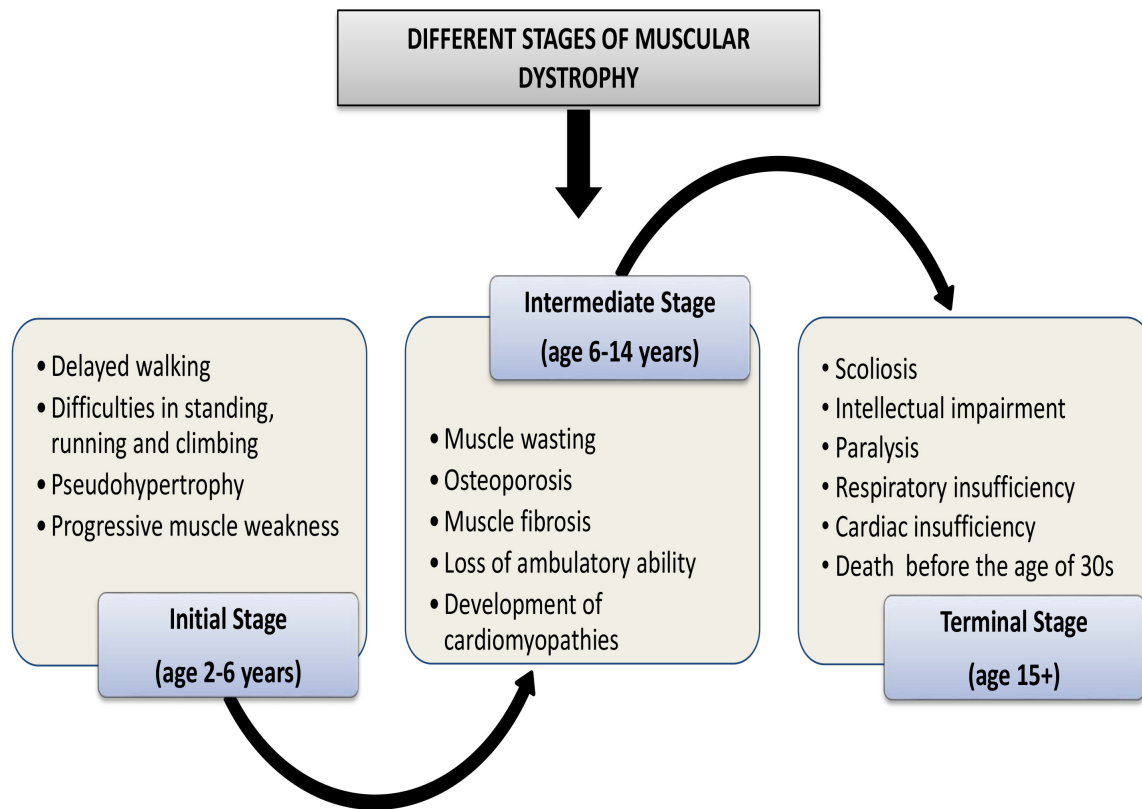 DIFFERENT STAGES OF MUSCULAR
DYSTROPHY
• Delayed walking
• Difficulties in standing,
running and climbing
• Pseudohypertrophy
• Progressive muscle weakness
Initial Stage
(age 2-6 years)
Intermediate Stage
(age 6-14 years)
• Muscle wasting
• Osteoporosis
• Muscle fibrosis
• Loss of ambulatory ability
• Development of
cardiomyopathies
• Scoliosis
• Intellectual impairment
• Paralysis
• Respiratory insufficiency
• Cardiac insufficiency
• Death before the age of 30s
Terminal Stage
(age 15+)